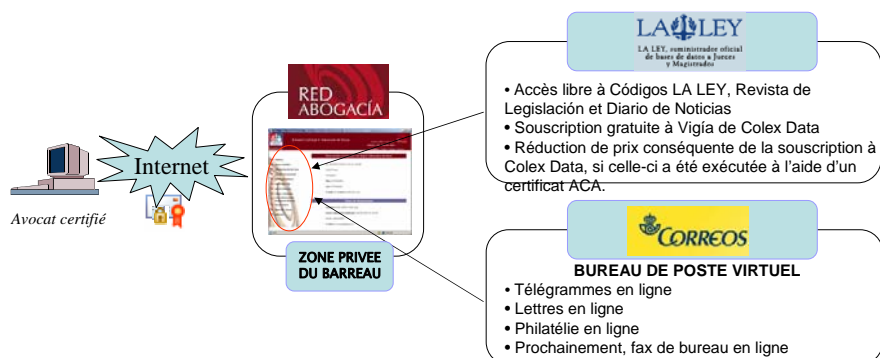 LA LEY
LA LEY, suministrador oficial
de bases de datos a Jueces
y Magistrados
• Accès libre à Códigos LA LEY, Revista de
Legislación et Diario de Noticias
• Souscription gratuite à Vigía de Colex Data
• Réduction de prix conséquente de la souscription à
Colex Data, si celle-ci a été exécutée à l'aide d'un
certificat ACA.
RED
ABOGACÍA
Internet
Avocat certifié
ZONE PRIVEE
DU BARREAU
CORREOS
BUREAU DE POSTE VIRTUEL
• Télégrammes en ligne
• Lettres en ligne
• Philatélie en ligne
• Prochainement, fax de bureau en ligne